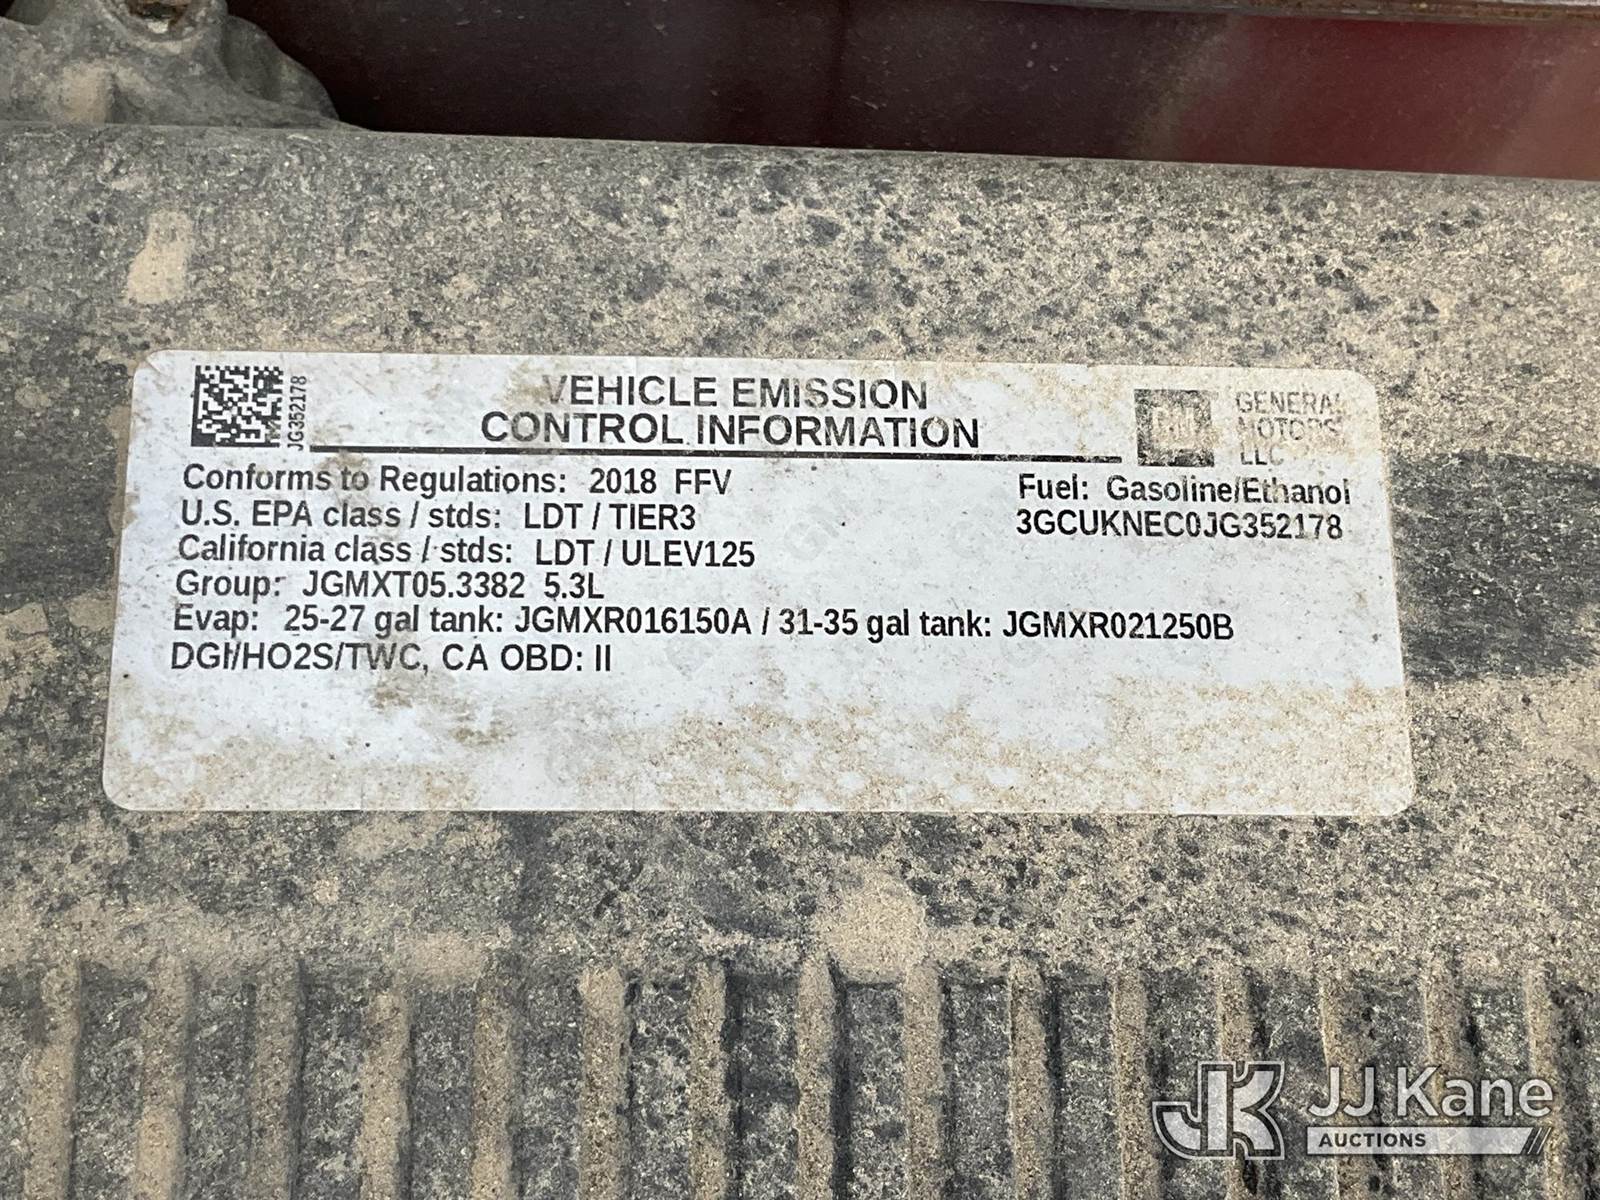 JG352178
VEHICLE EMISSION
CONTROL INFORMATION
GM
GENERAL
MOTORS
LLC
Conforms to Regulations: 2018 FFV
Fuel: Gasoline/Ethanol
U.S. EPA class / stds: LDT / TIER3
3GCUKNEC0JG352178
California class / stds: LDT / ULEV125
Group: JGMXT05.3382 5.3L
Evap: 25-27 gal tank: JGMXR016150A / 31-35 gal tank: JGMXR021250B
DGI/HO2S/TWC, CA OBD: II
JK JJ Kane
AUCTIONS